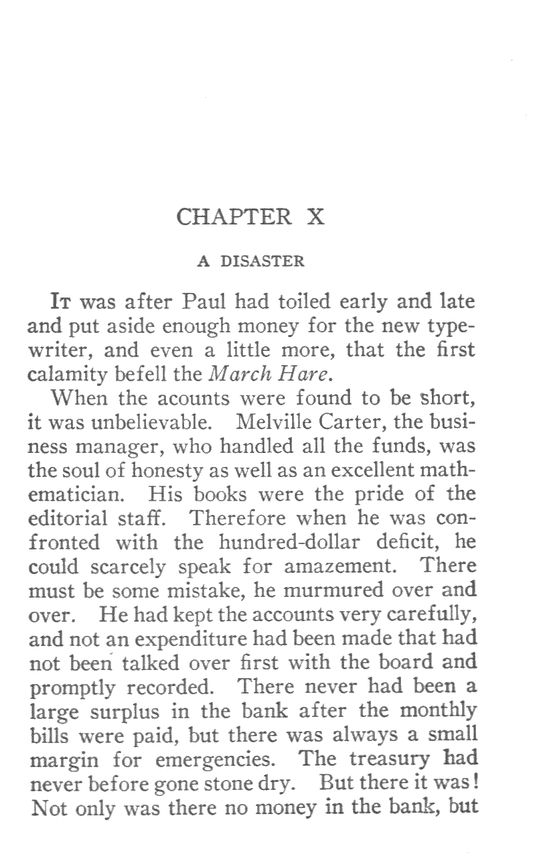 CHAPTER X
A DISASTER
It was after Paul had toiled early and late
and put aside enough money for the new type-
writer, and even a little more, that the first
calamity befell the March Hare.
When the acounts were found to be short,
it was unbelievable. Melville Carter, the busi-
ness manager, who handled all the funds, was
the soul of honesty as well as an excellent math-
ematician. His books were the pride of the
editorial staff. Therefore when he was con-
fronted with the hundred-dollar deficit, he
could scarcely speak for amazement. There
must be some mistake, he murmured over and
over. He had kept the accounts very carefully,
and not an expenditure had been made that had
not been talked over first with the board and
promptly recorded. There never had been a
large surplus in the bank after the monthly
bills were paid, but there was always a small
margin for emergencies. The treasury had
never before gone stone dry. But there it was!
Not only was there no money in the bank, but